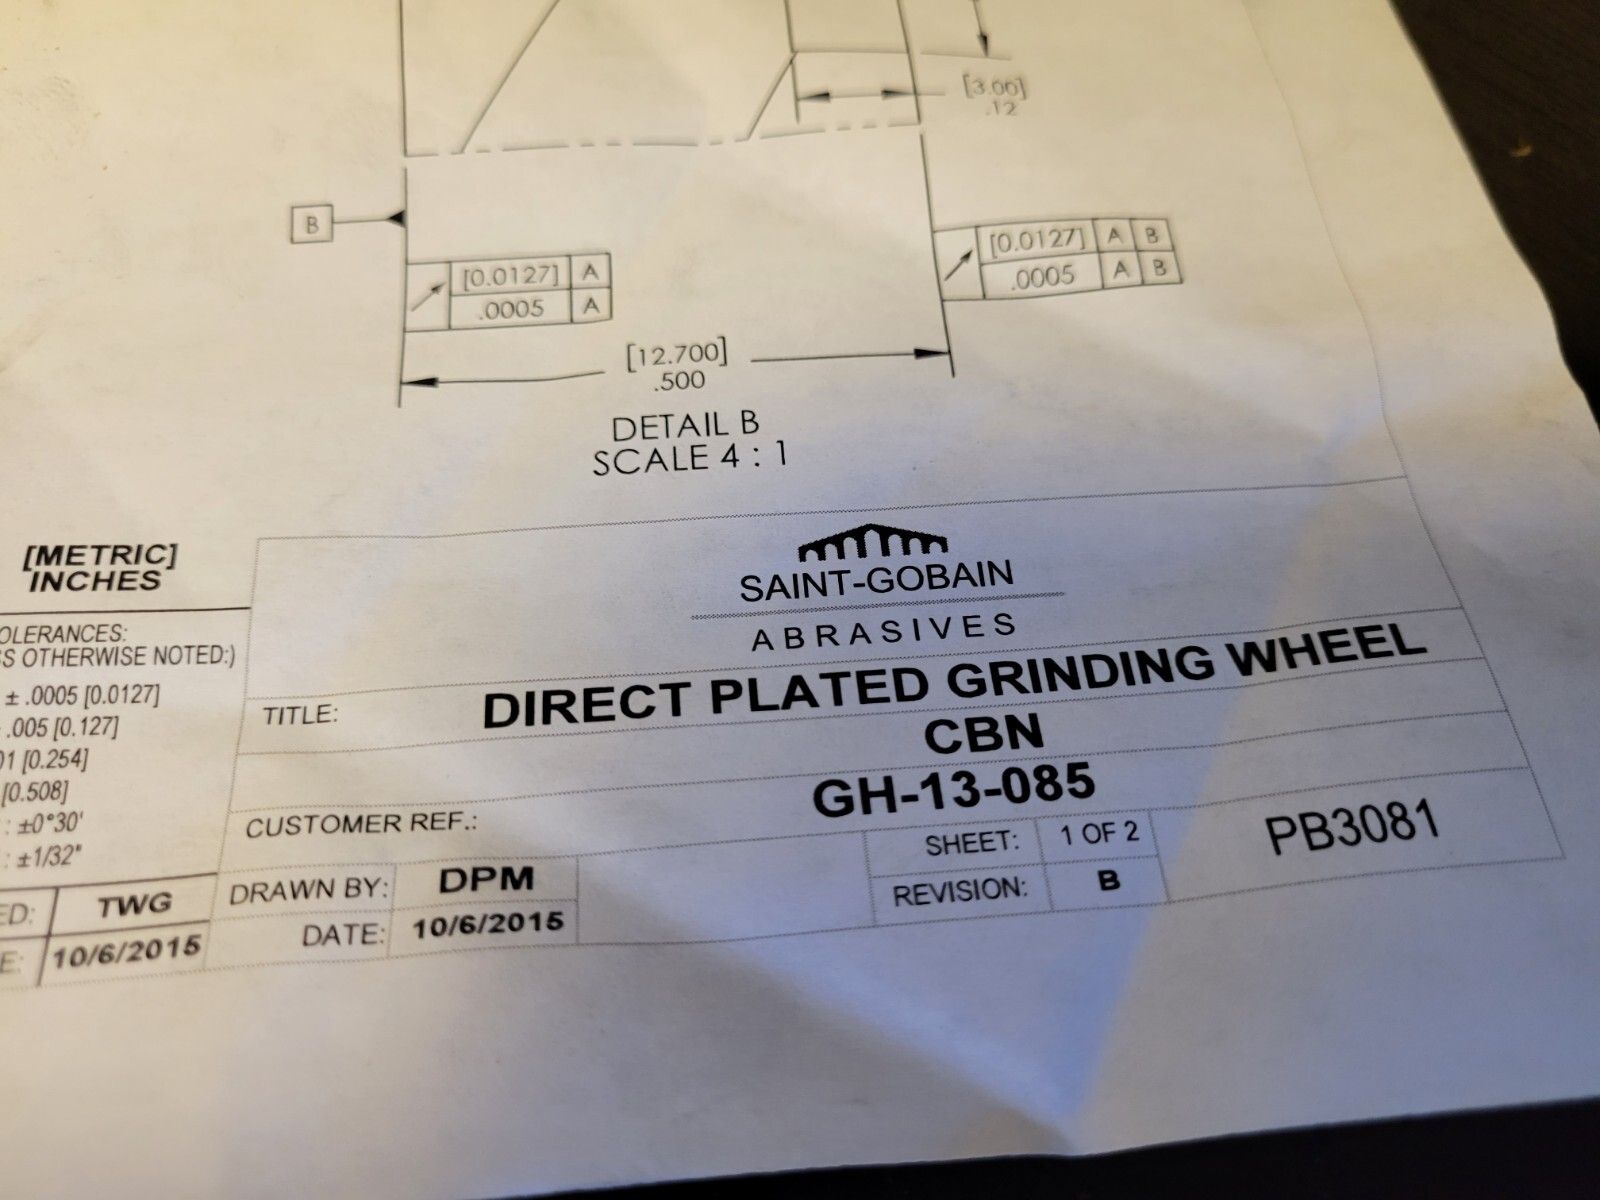 [3.00]
.12
B
[0.0127] A B
.0005 A B
[0.0127] A
.0005 A
[12.700]
.500
DETAIL B
SCALE 4 : 1
[METRIC]
INCHES
OLERANCES:
S OTHERWISE NOTED:)
± .0005 [0.0127]
.005 [0.127]
01 [0.254]
[0.508]
: ±0°30'
: ±1/32"
ED: TWG
E: 10/6/2015
SAINT-GOBAIN
ABRASIVES
TITLE: DIRECT PLATED GRINDING WHEEL
CBN
CUSTOMER REF.: GH-13-085
DRAWN BY: DPM
DATE: 10/6/2015
SHEET: 1 OF 2
REVISION: B
PB3081